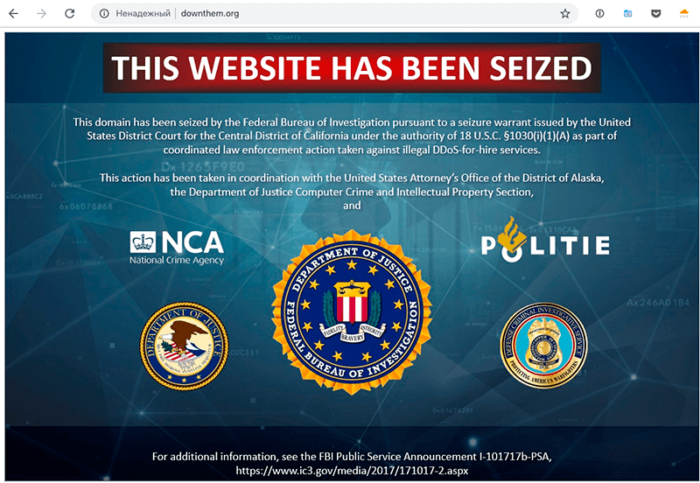 Ненадежный | downthem.org
THIS WEBSITE HAS BEEN SEIZED
This domain has been seized by the Federal Bureau of Investigation pursuant to a seizure warrant issued by the United
States District Court for the Central District of California under the authority of 18 U.S.C. §1030(i)(1)(A) as part of
coordinated law enforcement action taken against illegal DDoS-for-hire services.
This action has been taken in coordination with the United States Attorney's Office of the District of Alaska,
the Department of Justice Computer Crime and Intellectual Property Section,
and
NCA
National Crime Agency
POLITIE
DEPARTMENT OF JUSTICE
FEDERAL BUREAU OF INVESTIGATION
FIDELITY
BRAVERY
INTEGRITY
DEPARTMENT OF JUSTICE
DEFENSE CRIMINAL INVESTIGATIVE SERVICE
PROTECTING AMERICA'S WARFIGHTERS
For additional information, see the FBI Public Service Announcement I-101717b-PSA,
https://www.ic3.gov/media/2017/171017-2.aspx